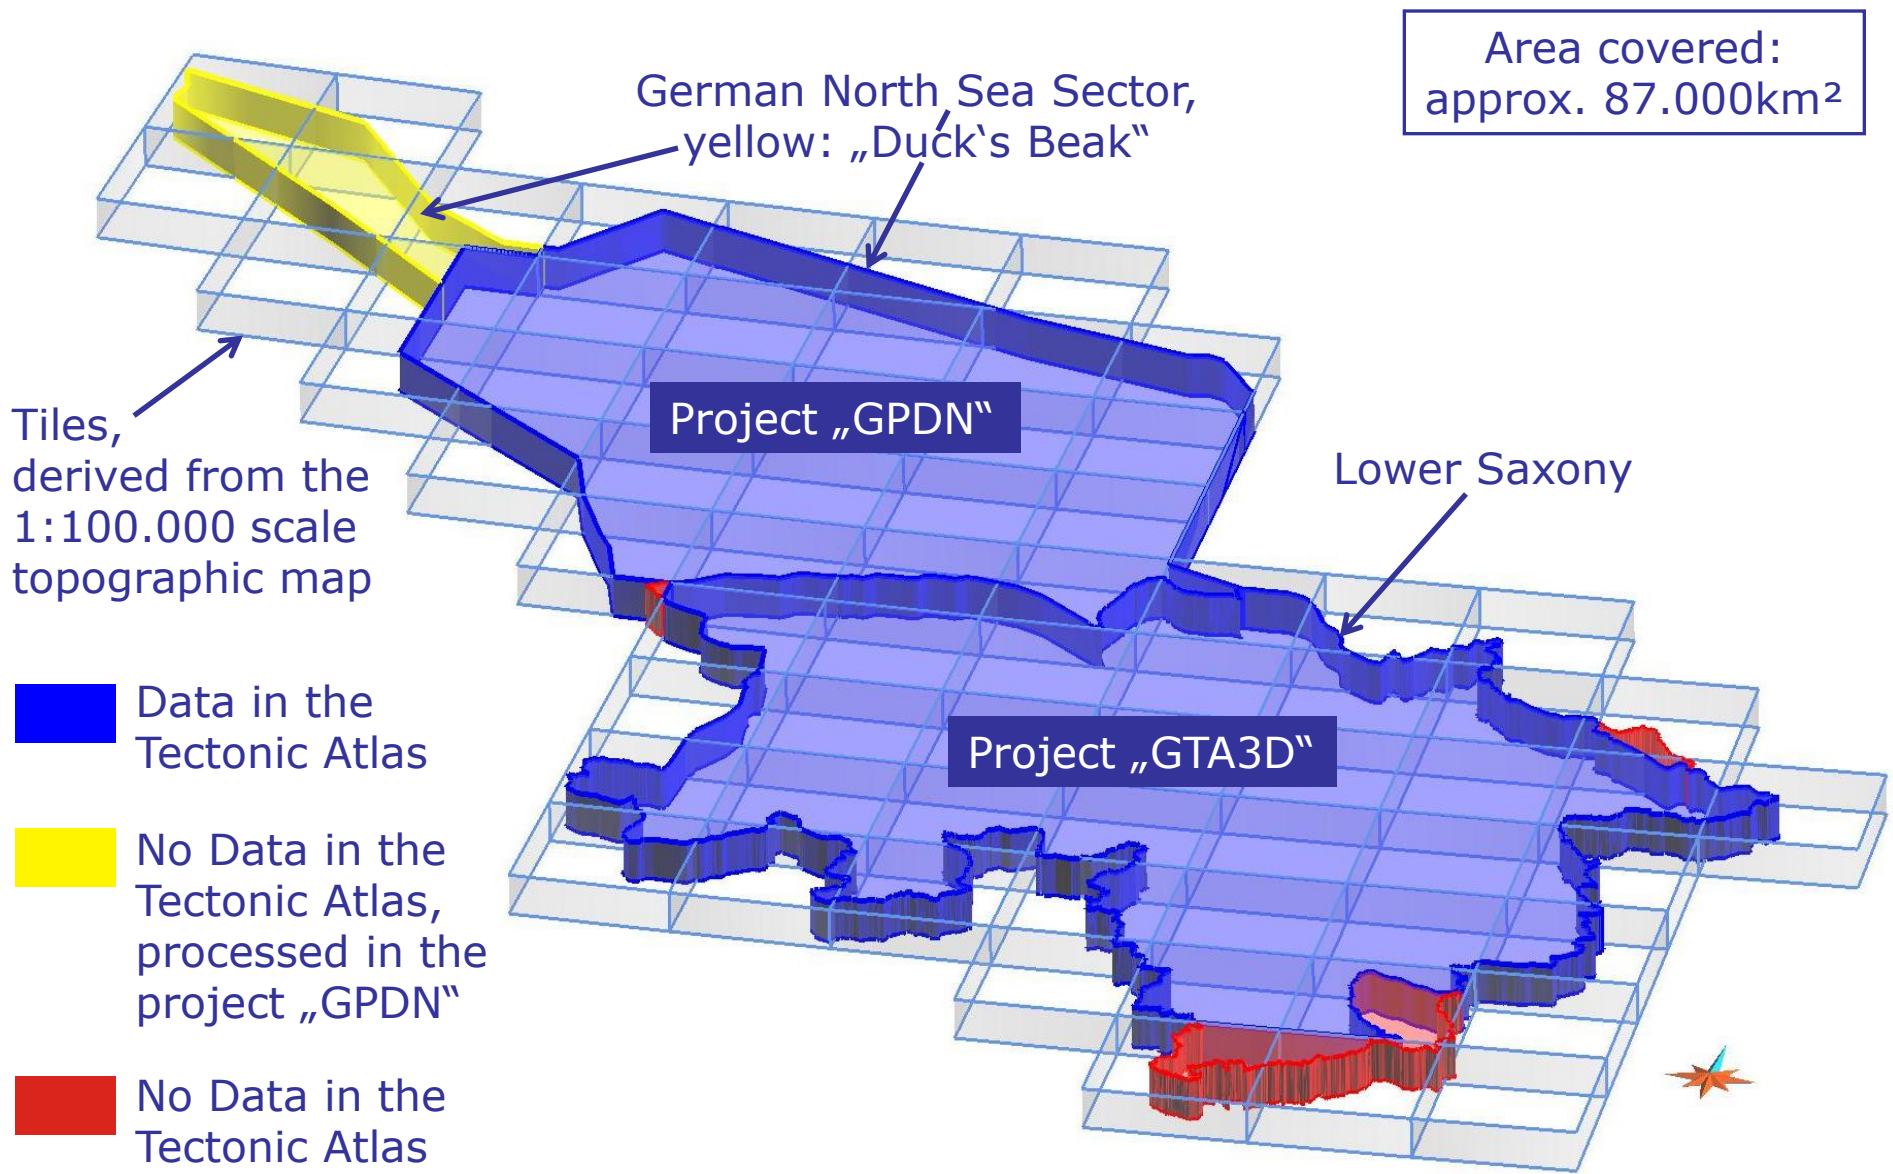 Area covered:
approx. 87.000km²
German North Sea Sector,
yellow: „Duck‘s Beak“
Tiles,
derived from the
1:100.000 scale
topographic map
Project „GPDN“
Lower Saxony
Project „GTA3D“
Data in the
Tectonic Atlas
No Data in the
Tectonic Atlas,
processed in the
project „GPDN“
No Data in the
Tectonic Atlas